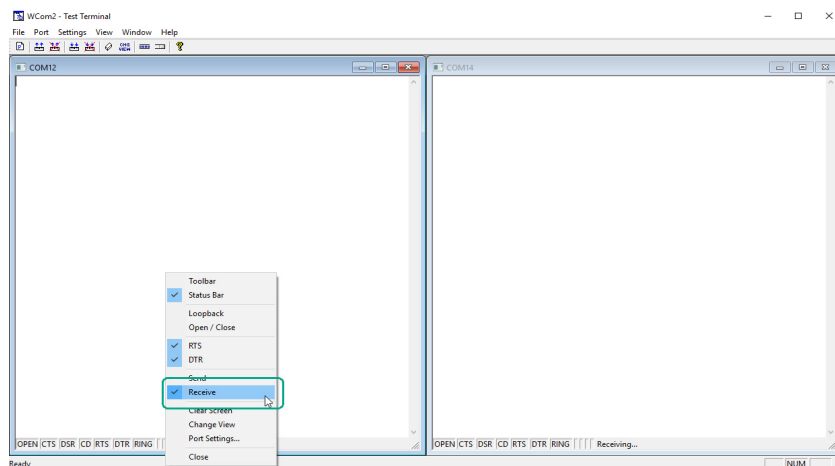 WCom2 - Test Terminal
File Port Settings View Window Help
CHG VIEW
COM12
COM14
Toolbar
Status Bar
Loopback
Open / Close
RTS
DTR
Send
Receive
Clear Screen
Change View
Port Settings...
Close
OPEN CTS DSR CD RTS DTR RING
OPEN CTS DSR CD RTS DTR RING Receiving...
Ready
NUM